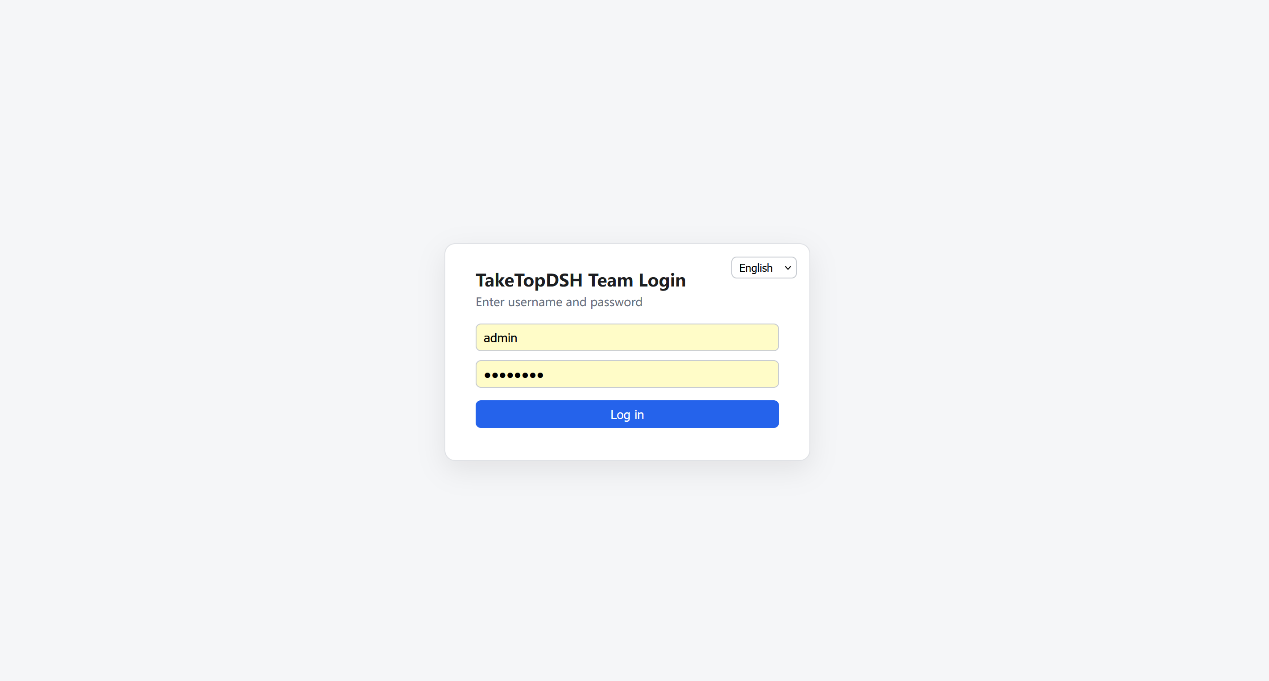 English
TakeTopDSH Team Login
Enter username and password
admin
●●●●●●●●
Log in